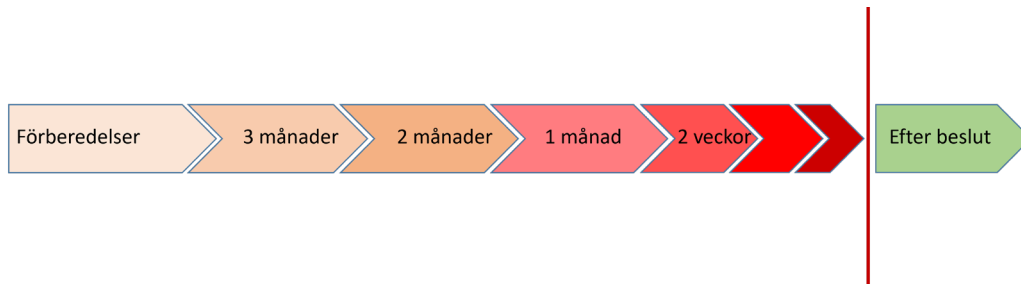 Förberedelser
3 månader
2 månader
1 månad
2 veckor
Efter beslut